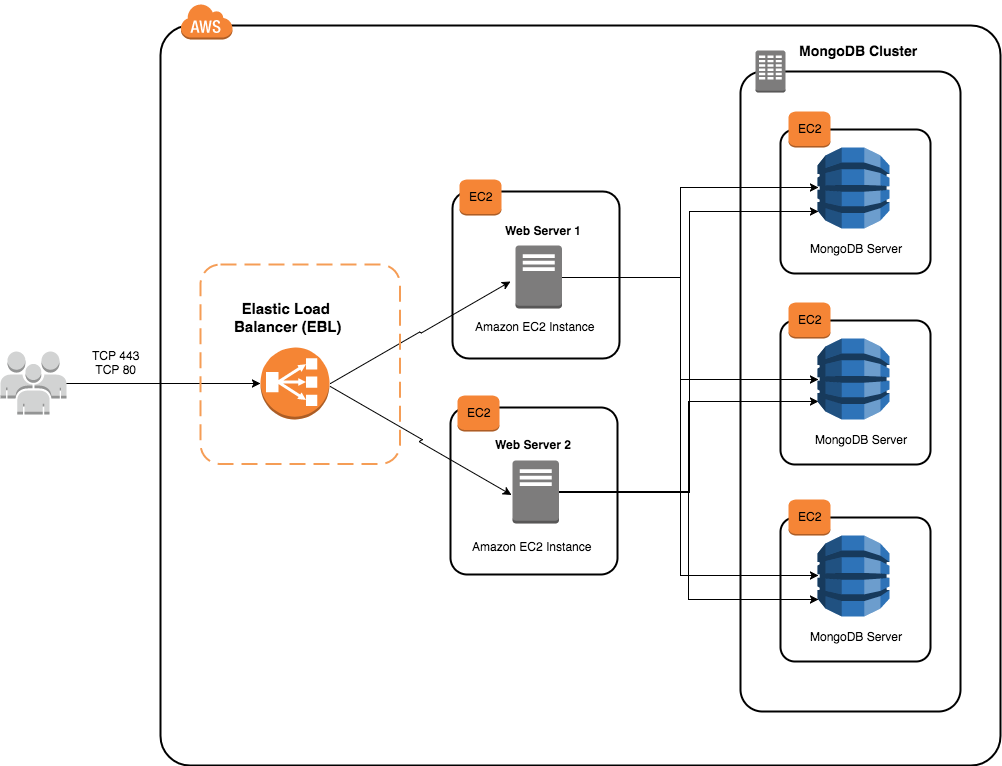 AWS
MongoDB Cluster
EC2
MongoDB Server
EC2
Web Server 1
Amazon EC2 Instance
Elastic Load
Balancer (EBL)
TCP 443
TCP 80
EC2
MongoDB Server
EC2
Web Server 2
Amazon EC2 Instance
EC2
MongoDB Server